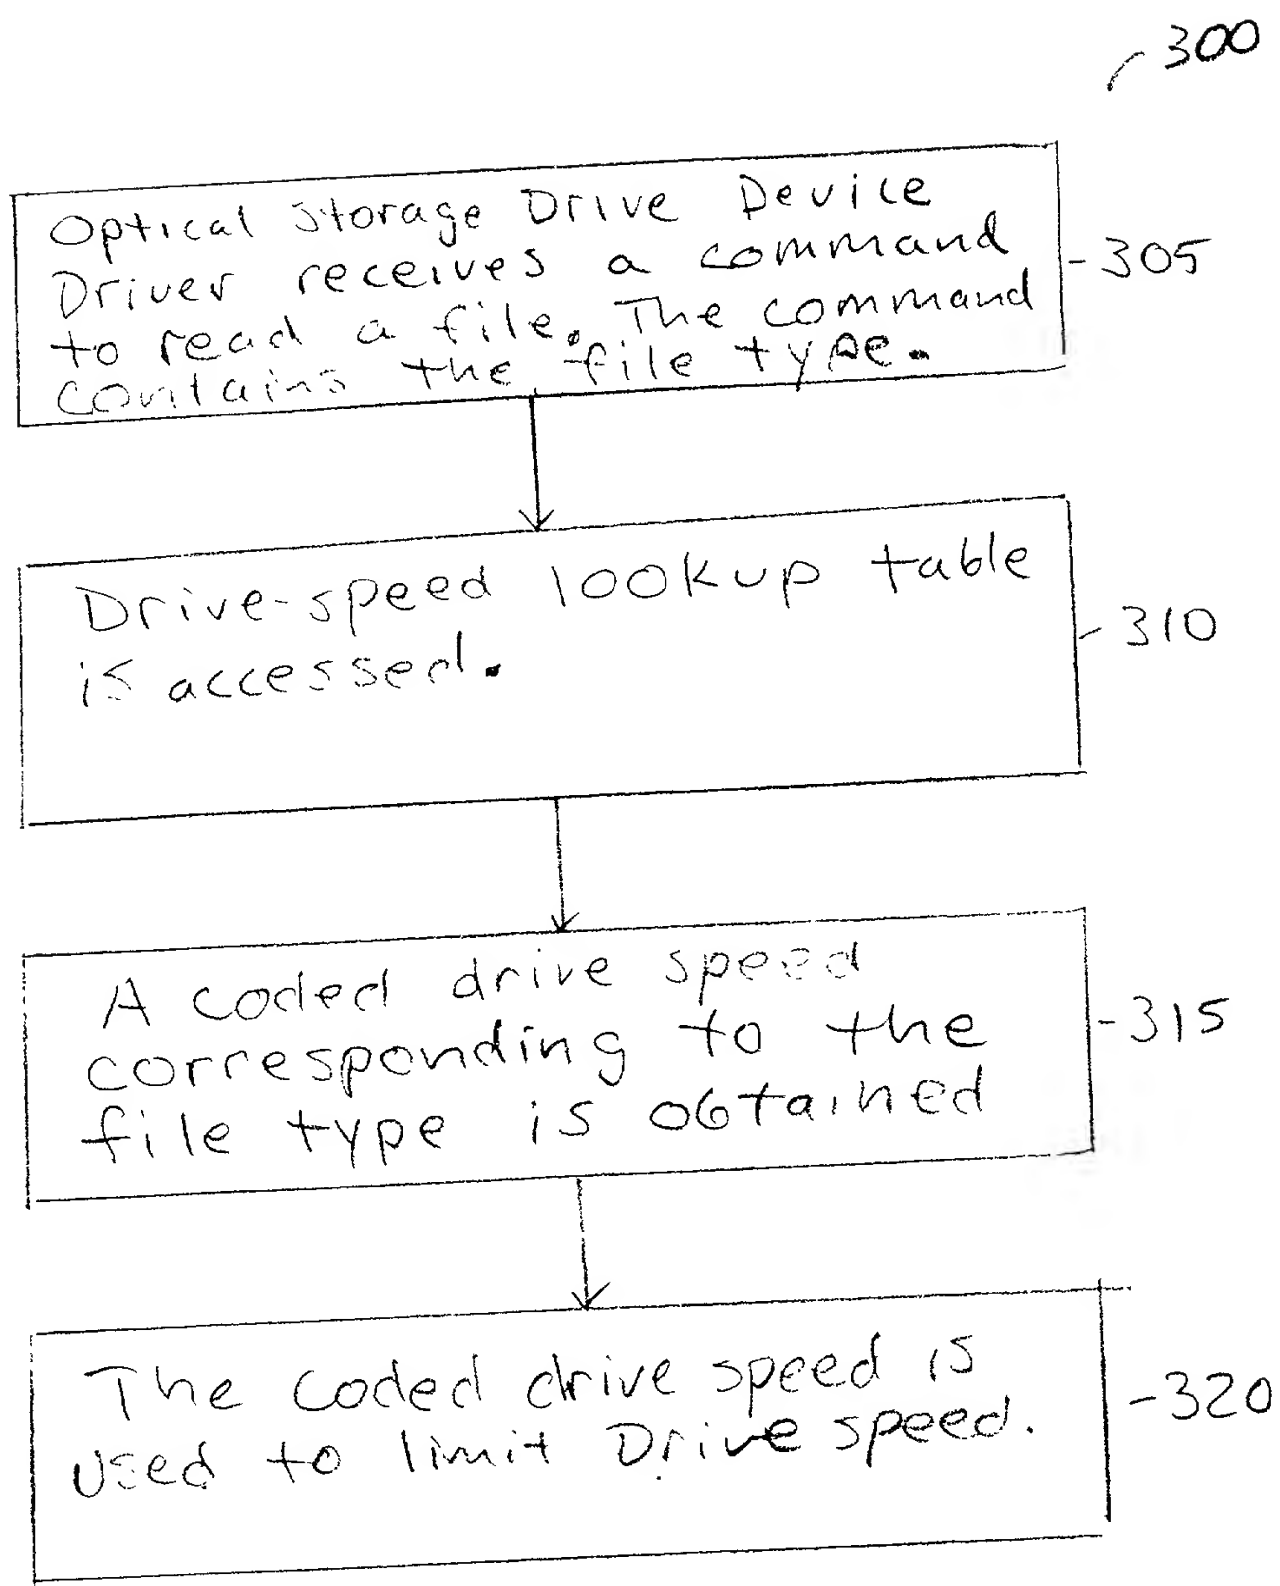 300
Optical Storage Drive Device
Driver receives a command
to read a file. The command
contains the file type.
305
Drive-speed lookup table
is accessed.
310
A coded drive speed
corresponding to the
file type is obtained
315
The coded drive speed is
used to limit Drive speed.
320